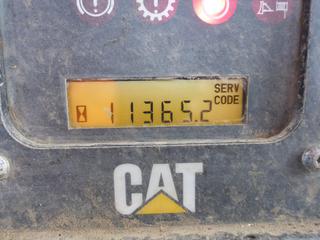 SERV
CODE
11365.2
CAT